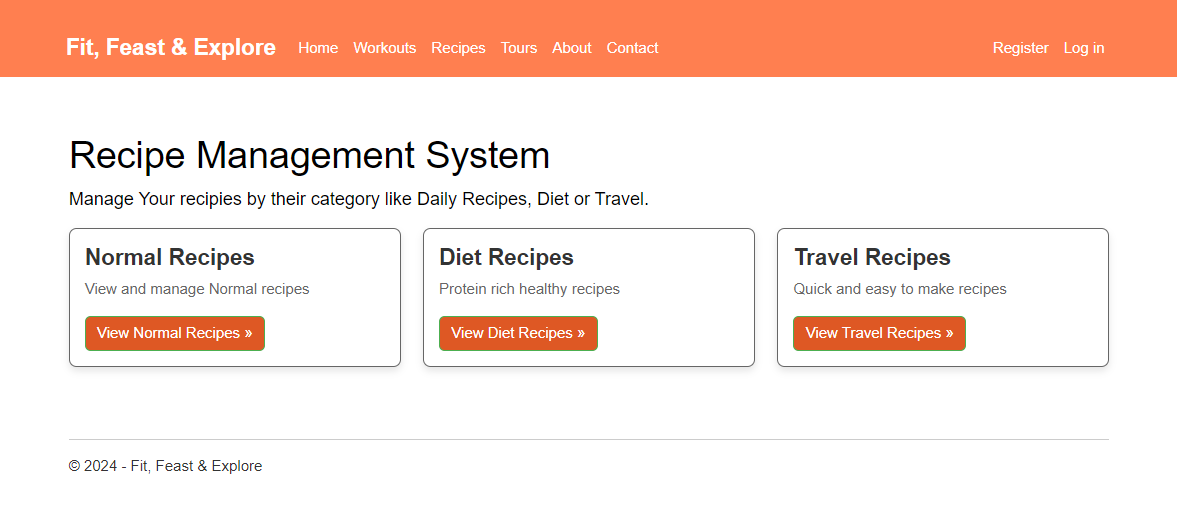 Fit, Feast & Explore Home Workouts Recipes Tours About Contact Register Log in
Recipe Management System
Manage Your recipies by their category like Daily Recipes, Diet or Travel.
Normal Recipes
View and manage Normal recipes
View Normal Recipes »
Diet Recipes
Protein rich healthy recipes
View Diet Recipes »
Travel Recipes
Quick and easy to make recipes
View Travel Recipes »
© 2024 - Fit, Feast & Explore